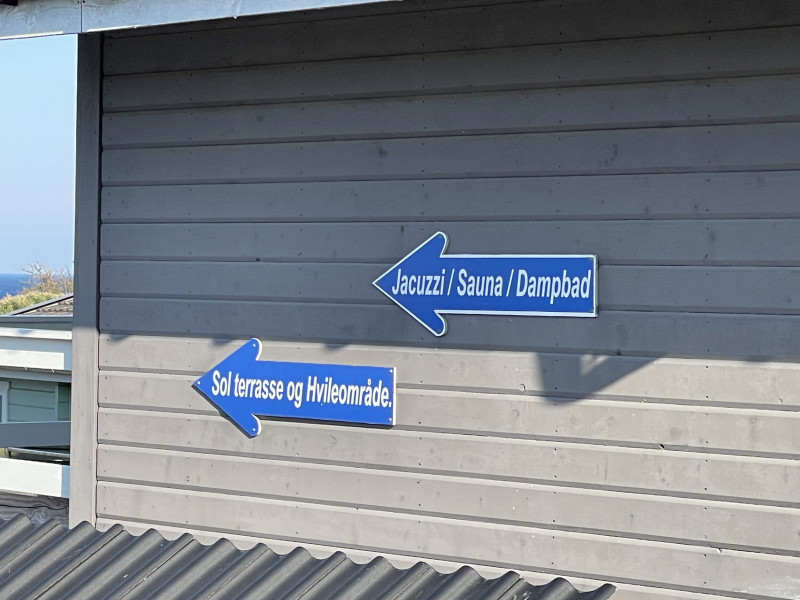 Jacuzzi / Sauna / Dampbad
Sol terrasse og Hvileområde.